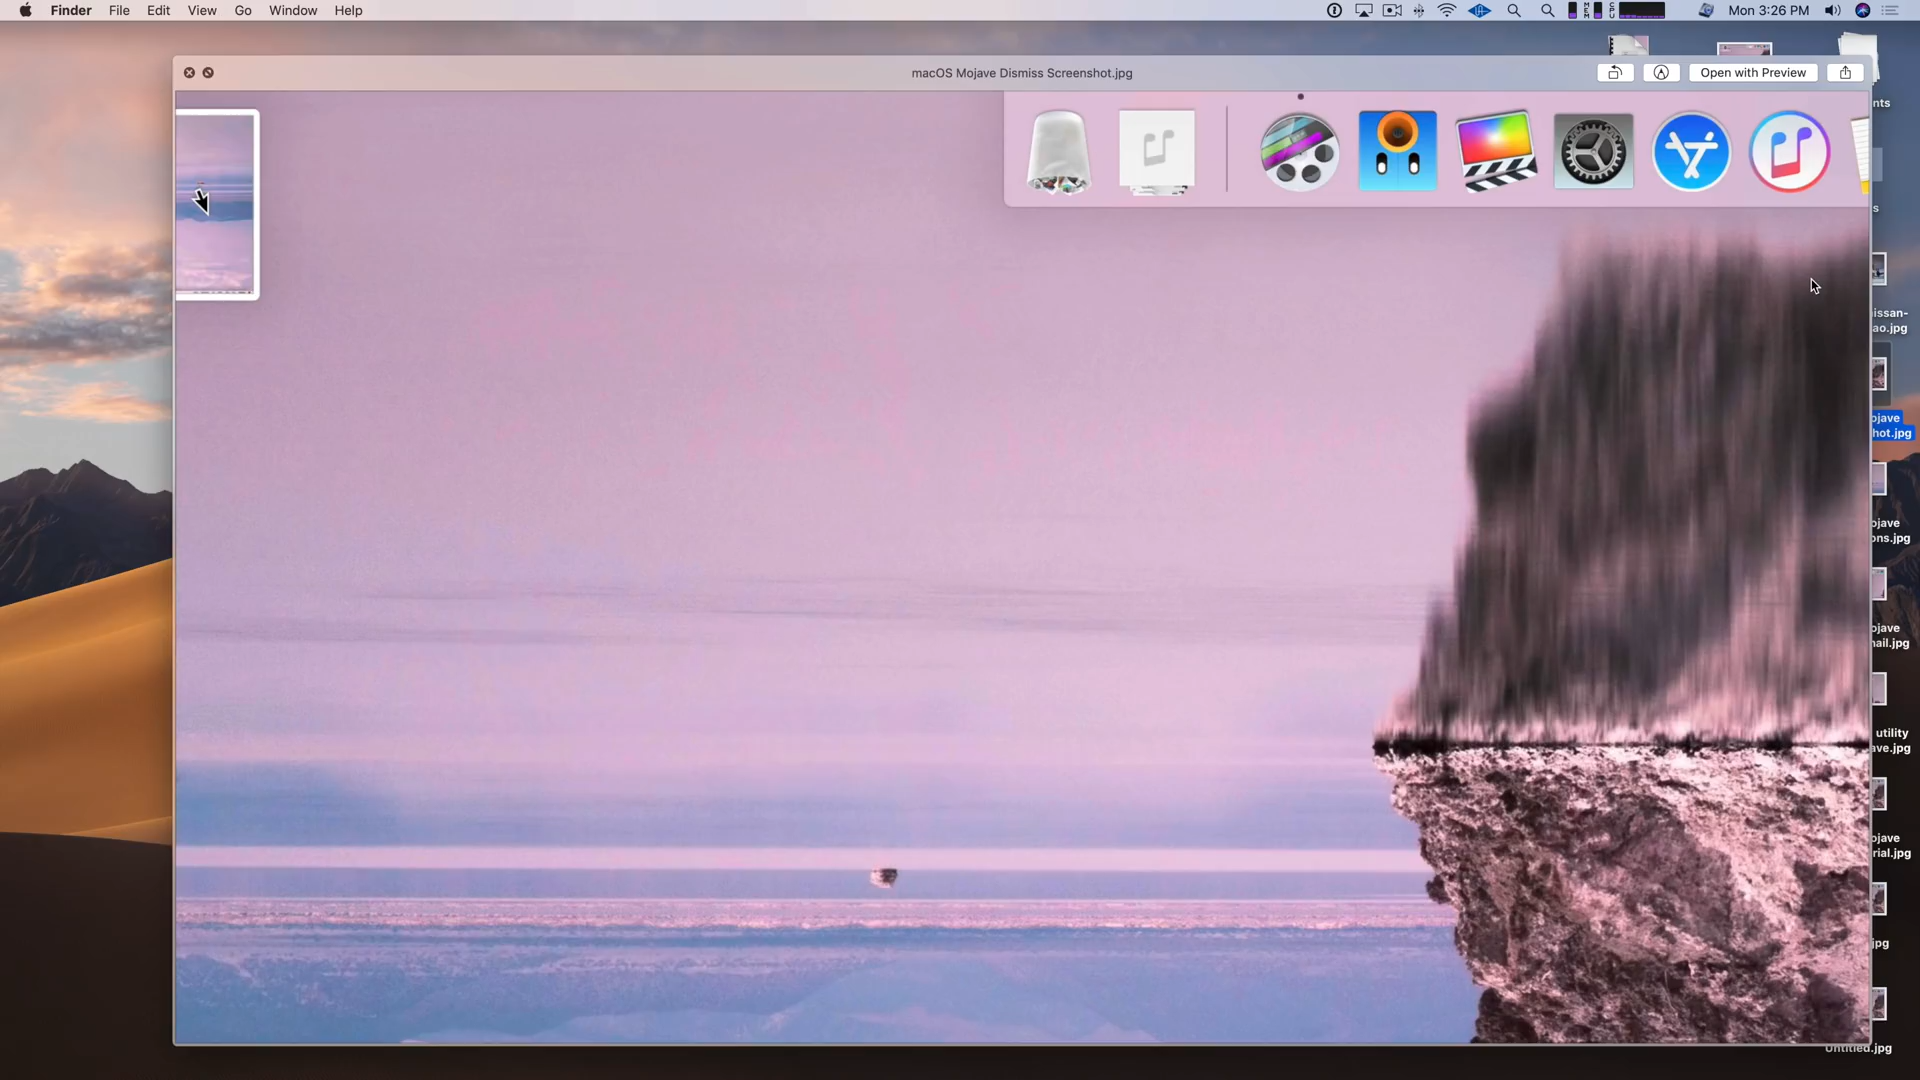 Finder File Edit View Go Window Help
MEM CPU Mon 3:26 PM
macOS Mojave Dismiss Screenshot.jpg
Open with Preview
nts
s
issan-
ao.jpg
ojave
hot.jpg
ojave
ons.jpg
ojave
ail.jpg
utility
ave.jpg
ojave
rial.jpg
jpg
Untitled.jpg